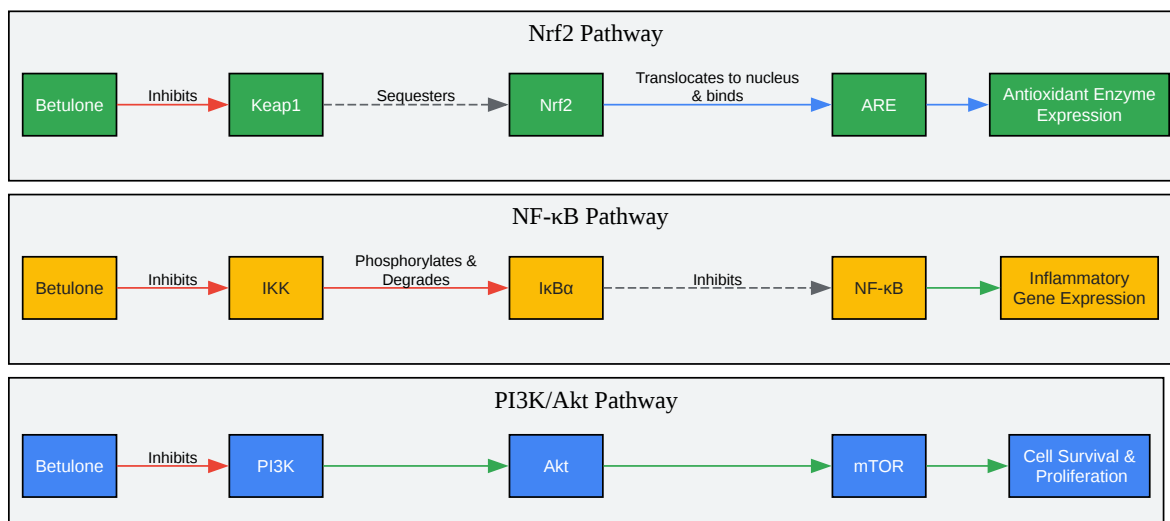 Nrf2 Pathway
Betulone
Inhibits
Keap1
Sequesters
Nrf2
Translocates to nucleus
& binds
ARE
Antioxidant Enzyme
Expression
NF-κB Pathway
Betulone
Inhibits
IKK
Phosphorylates &
Degrades
IκBα
Inhibits
NF-κB
Inflammatory
Gene Expression
PI3K/Akt Pathway
Betulone
Inhibits
PI3K
Akt
mTOR
Cell Survival &
Proliferation